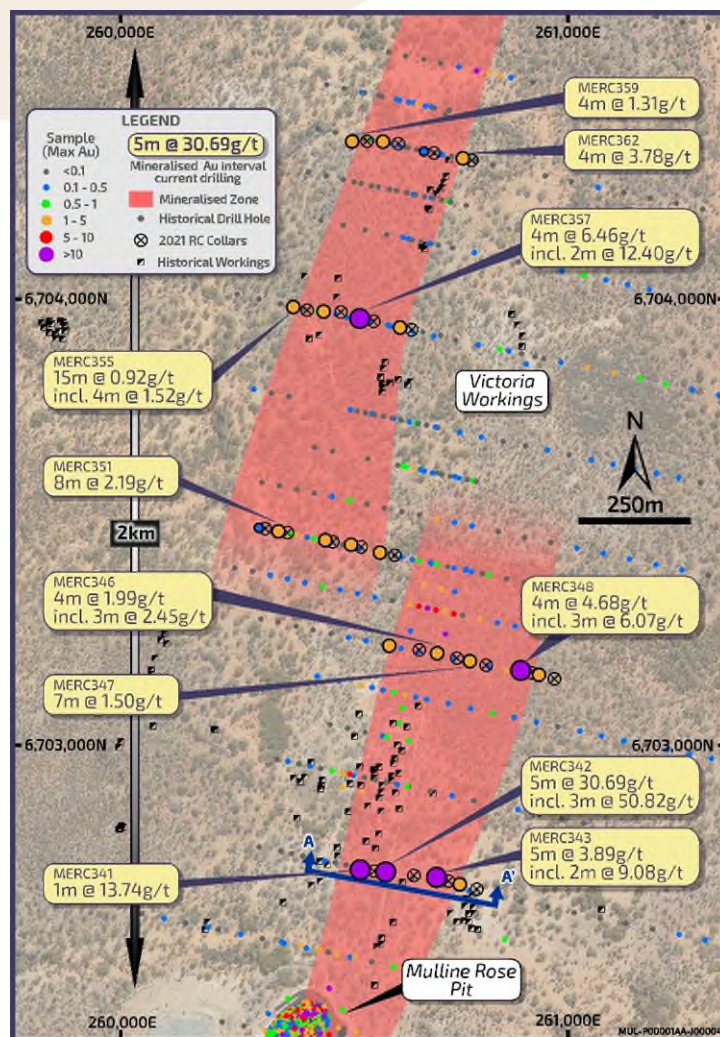 260,000E
261,000E
LEGEND
5m @ 30.69g/t
Mineralised Au interval
current drilling
Sample
(Max Au)
<0.1
0.1 - 0.5
0.5 - 1
1 - 5
5 - 10
>10
Mineralised Zone
Historical Drill Hole
2021 RC Collars
Historical Workings
MERC359
4m @ 1.31g/t
MERC362
4m @ 3.78g/t
MERC357
4m @ 6.46g/t
incl. 2m @ 12.40g/t
6,704,000N
6,704,000N
MERC355
15m @ 0.92g/t
incl. 4m @ 1.52g/t
Victoria
Workings
N
250m
MERC351
8m @ 2.19g/t
2km
MERC346
4m @ 1.99g/t
incl. 3m @ 2.45g/t
MERC348
4m @ 4.68g/t
incl. 3m @ 6.07g/t
MERC347
7m @ 1.50g/t
6,703,000N
6,703,000N
MERC342
5m @ 30.69g/t
incl. 3m @ 50.82g/t
MERC343
5m @ 3.89g/t
incl. 2m @ 9.08g/t
MERC341
1m @ 13.74g/t
A
A'
Mulline Rose
Pit
260,000E
261,000E
MUL-P00001AA-J00004